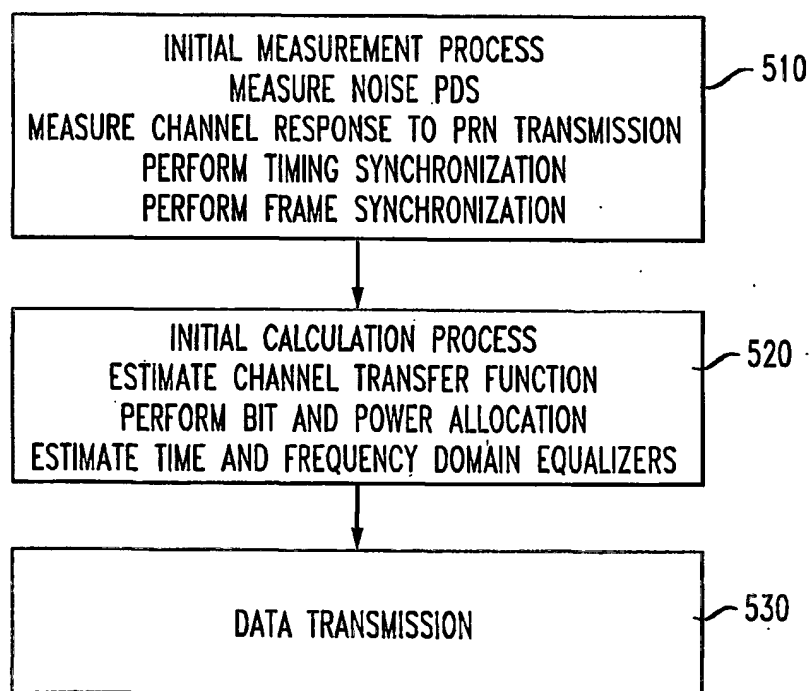 INITIAL MEASUREMENT PROCESS
MEASURE NOISE PDS
MEASURE CHANNEL RESPONSE TO PRN TRANSMISSION
PERFORM TIMING SYNCHRONIZATION
PERFORM FRAME SYNCHRONIZATION
510
INITIAL CALCULATION PROCESS
ESTIMATE CHANNEL TRANSFER FUNCTION
PERFORM BIT AND POWER ALLOCATION
ESTIMATE TIME AND FREQUENCY DOMAIN EQUALIZERS
520
DATA TRANSMISSION
530